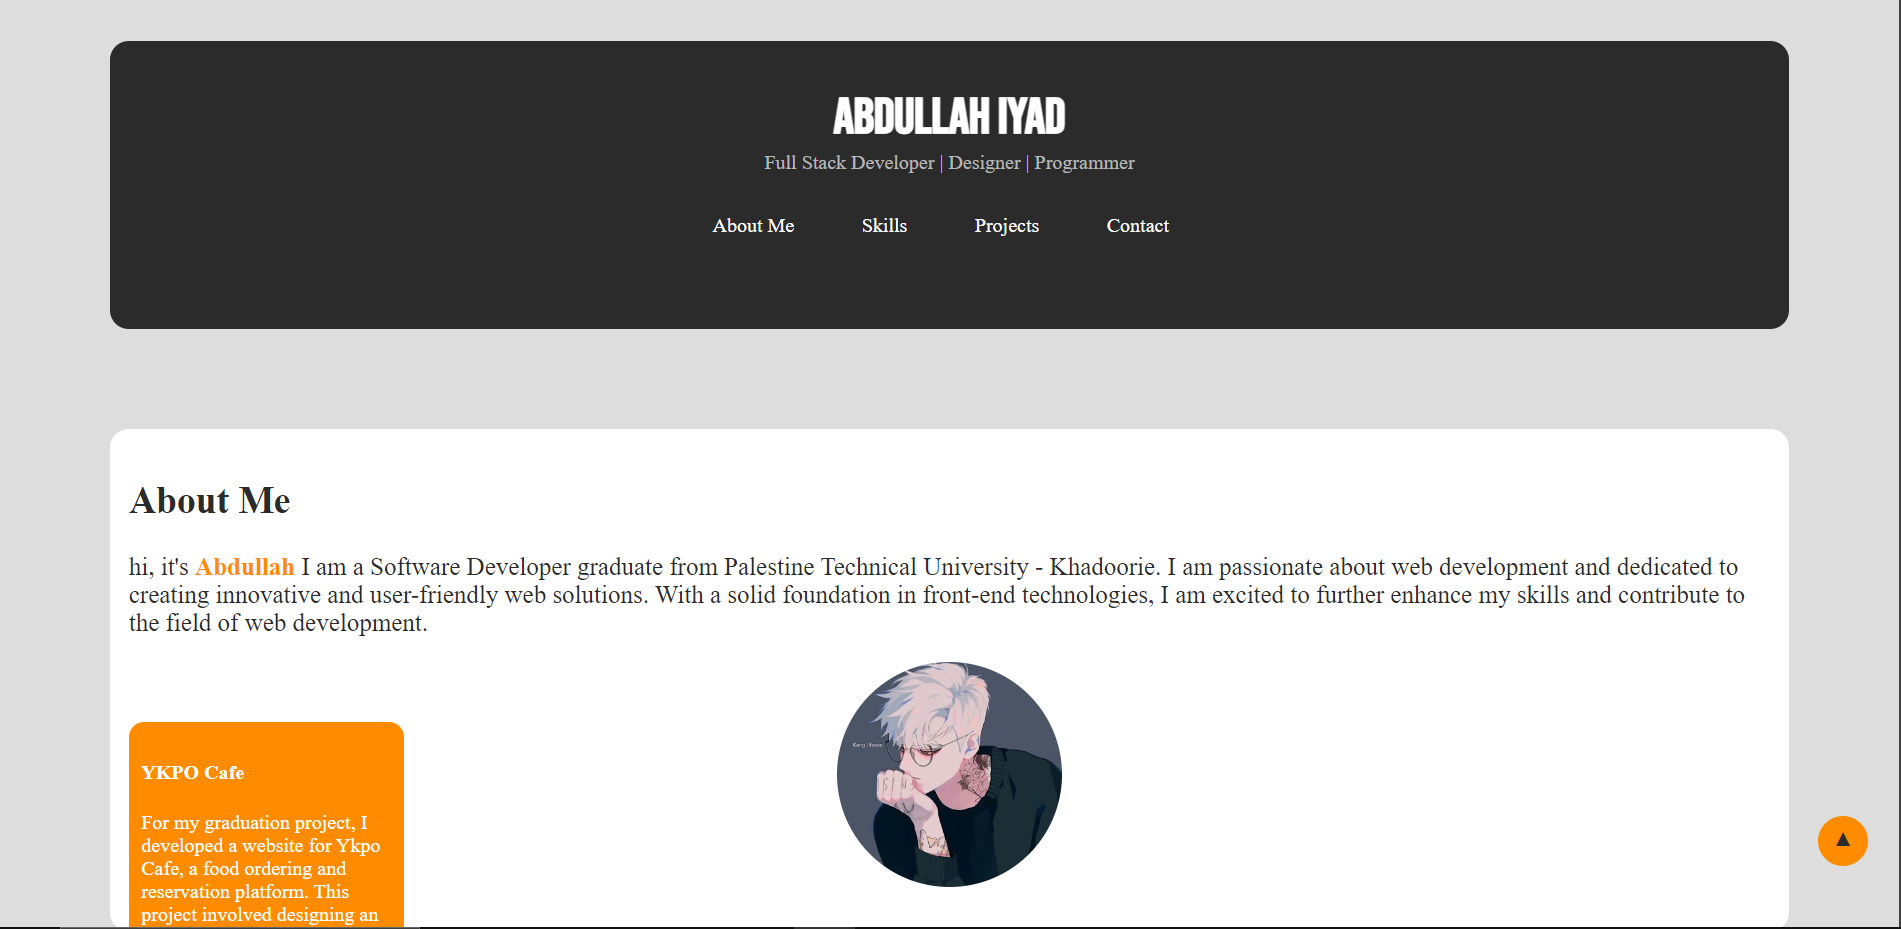 ABDULLAH IYAD
Full Stack Developer | Designer | Programmer
About Me Skills Projects Contact
About Me
hi, it's Abdullah I am a Software Developer graduate from Palestine Technical University - Khadoorie. I am passionate about web development and dedicated to
creating innovative and user-friendly web solutions. With a solid foundation in front-end technologies, I am excited to further enhance my skills and contribute to
the field of web development.
YKPO Cafe
For my graduation project, I
developed a website for Ykpo
Cafe, a food ordering and
reservation platform. This
project involved designing an